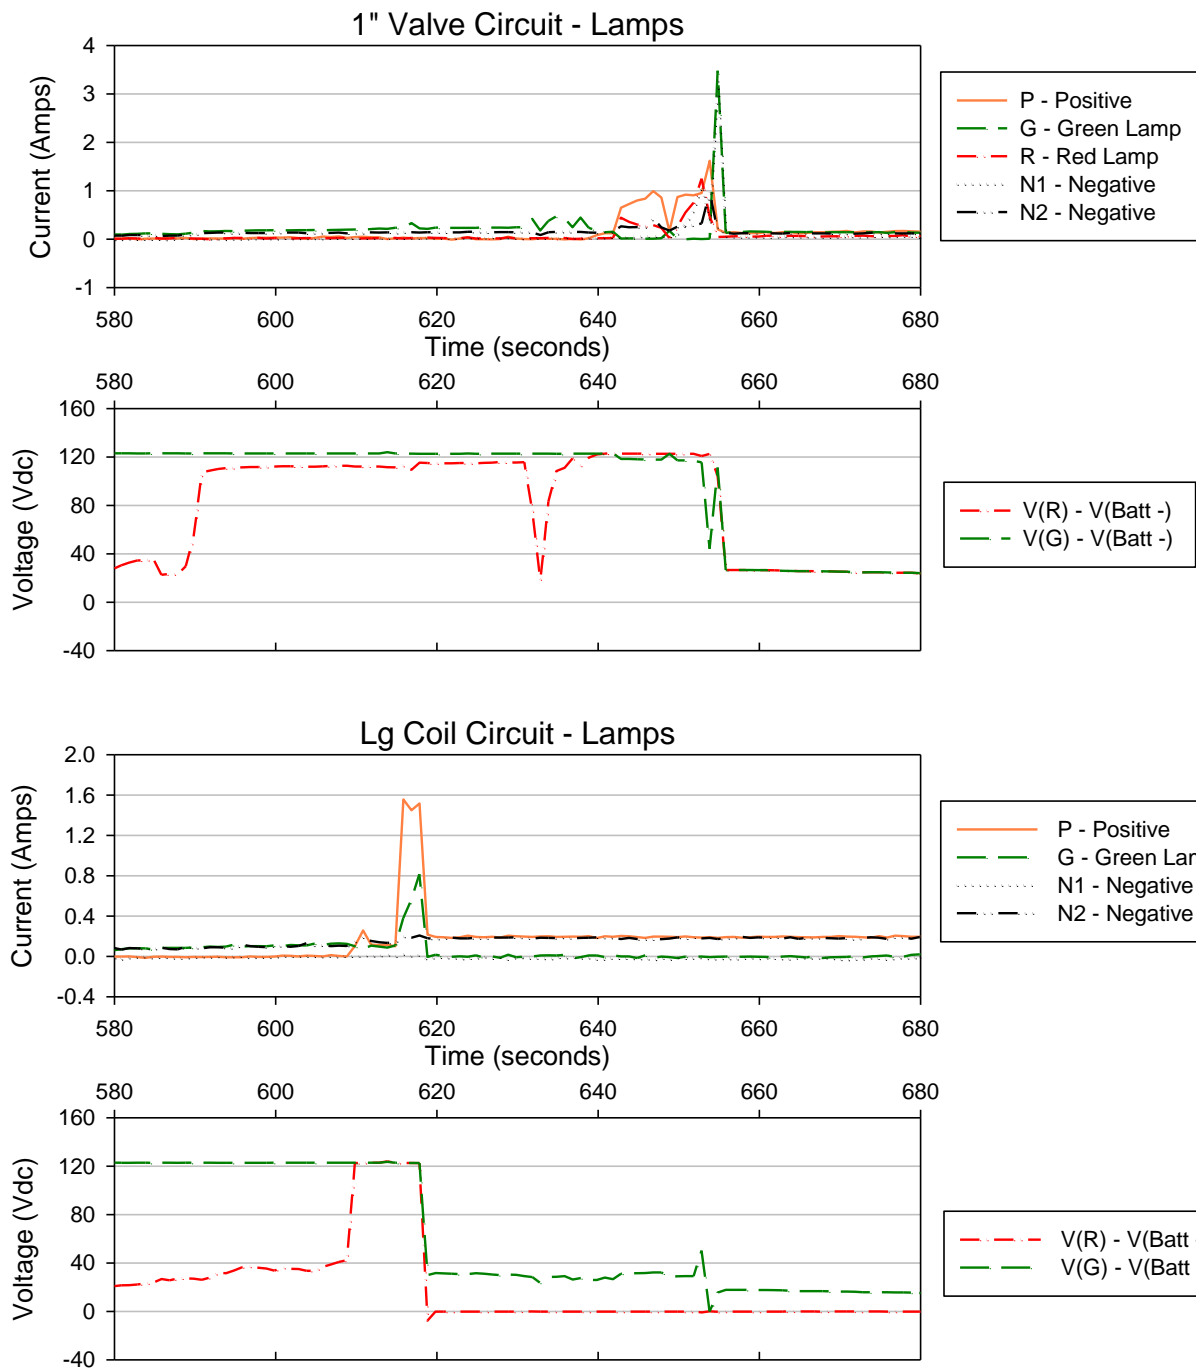 1" Valve Circuit - Lamps
Current (Amps)
4
3
2
1
0
-1
580 600 620 640 660 680
Time (seconds)
P - Positive
G - Green Lamp
R - Red Lamp
N1 - Negative
N2 - Negative
580 600 620 640 660 680
Voltage (Vdc)
160
120
80
40
0
-40
V(R) - V(Batt -)
V(G) - V(Batt -)
Lg Coil Circuit - Lamps
Current (Amps)
2.0
1.6
1.2
0.8
0.4
0.0
-0.4
580 600 620 640 660 680
Time (seconds)
P - Positive
G - Green Lam
N1 - Negative
N2 - Negative
580 600 620 640 660 680
Voltage (Vdc)
160
120
80
40
0
-40
V(R) - V(Batt -
V(G) - V(Batt